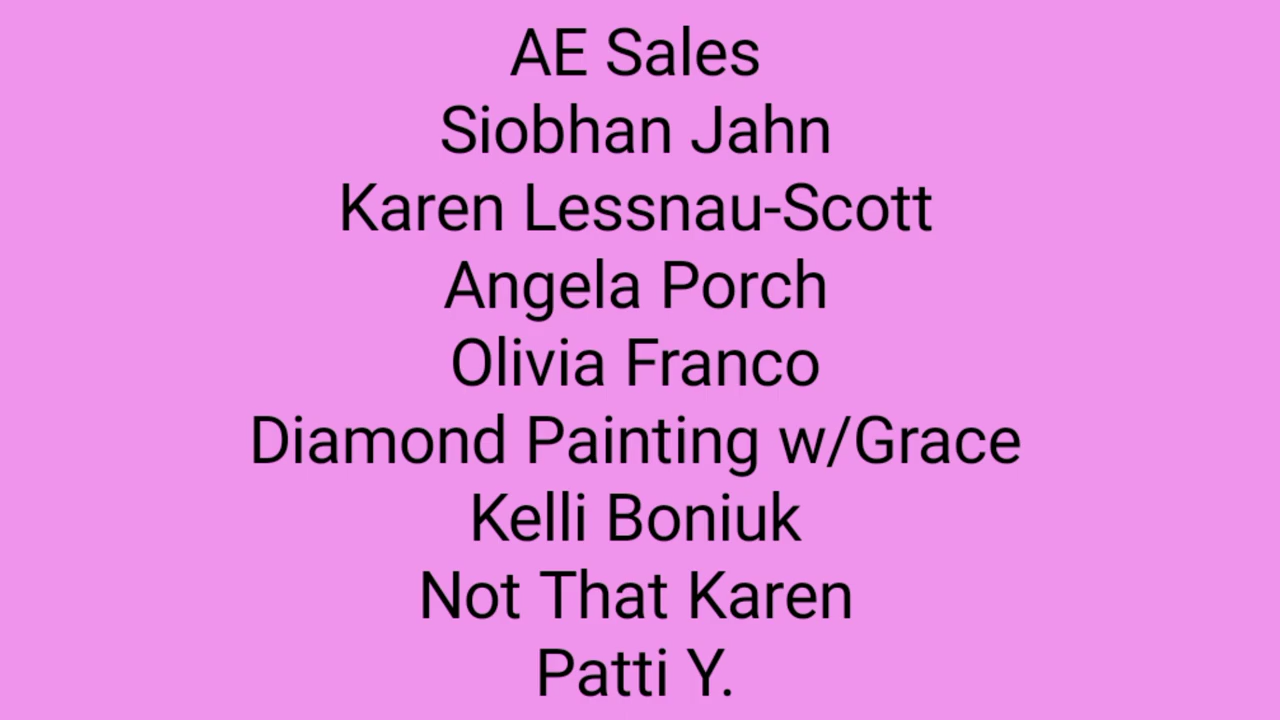 AE Sales
Siobhan Jahn
Karen Lessnau-Scott
Angela Porch
Olivia Franco
Diamond Painting w/Grace
Kelli Boniuk
Not That Karen
Patti Y.